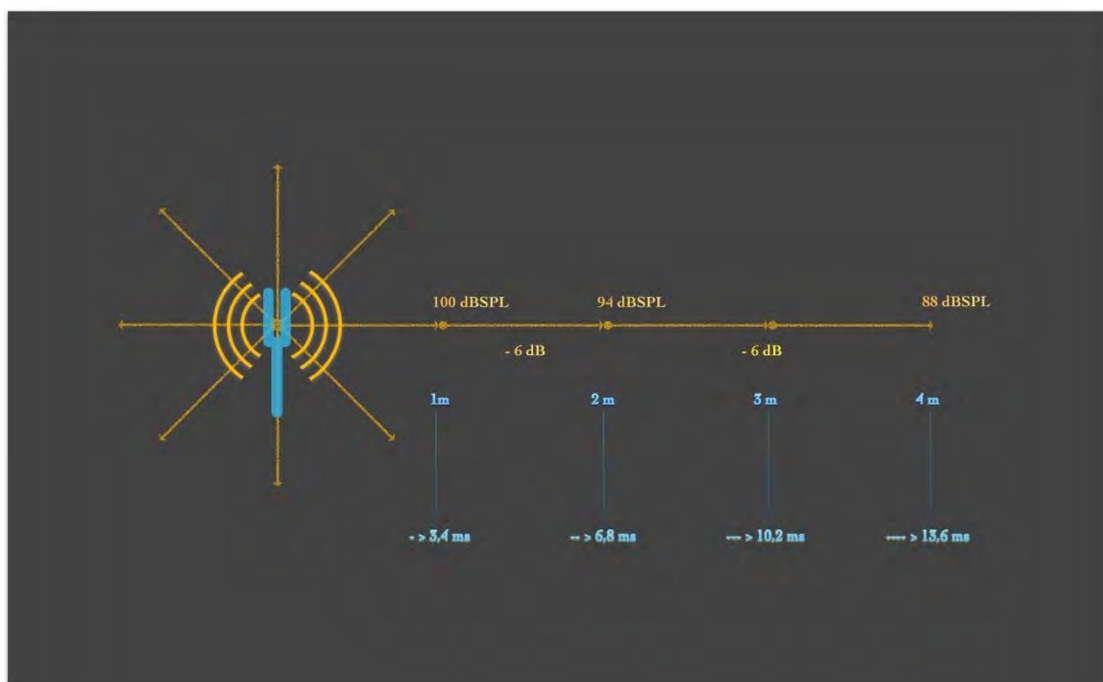 100 dBSPL 94 dBSPL 88 dBSPL
- 6 dB - 6 dB
1m 2 m 3 m 4 m
- > 3,4 ms -- > 6,8 ms --- > 10,2 ms ---- > 13,6 ms